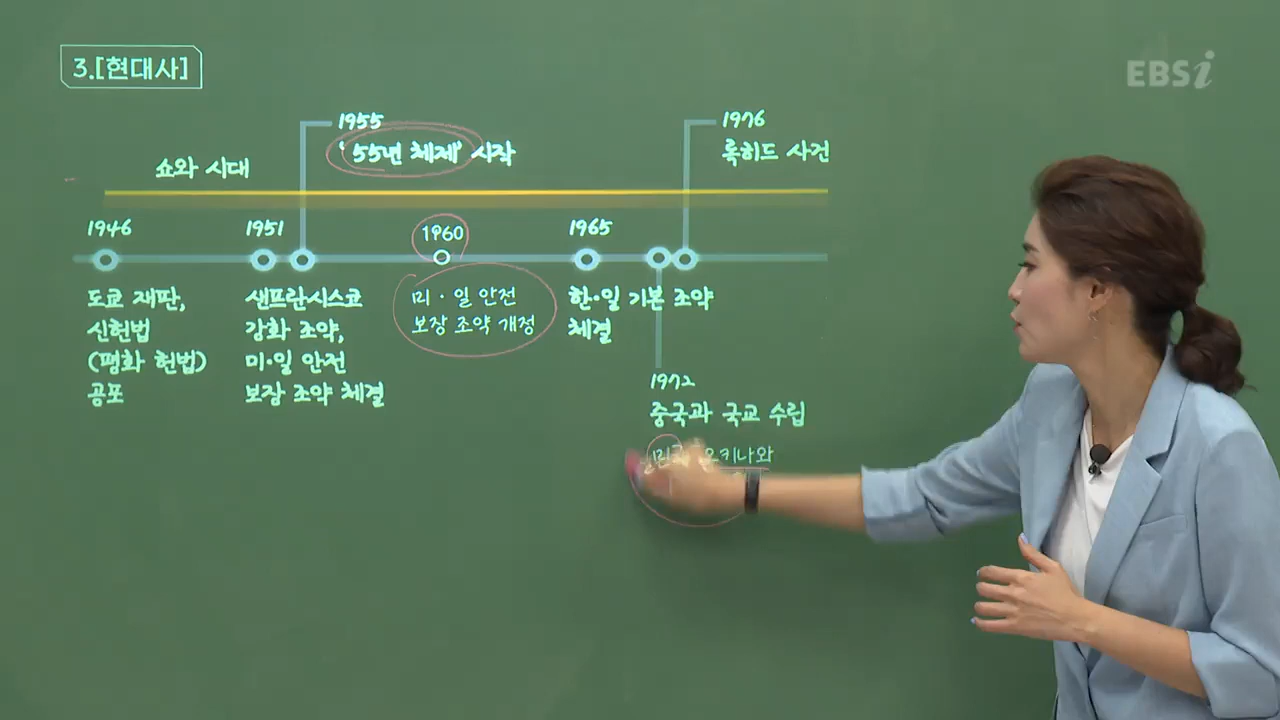 3.[현대사]
EBSi
1955
'55년 체제' 시작
1976
록히드 사건
쇼와 시대
1946
1951
1960
1965
도쿄 재판,
신헌법
(평화 헌법)
공포
샌프란시스코
강화 조약,
미·일 안전
보장 조약 체결
미·일 안전
보장 조약 개정
한·일 기본 조약
체결
1972
중국과 국교 수립
오키나와